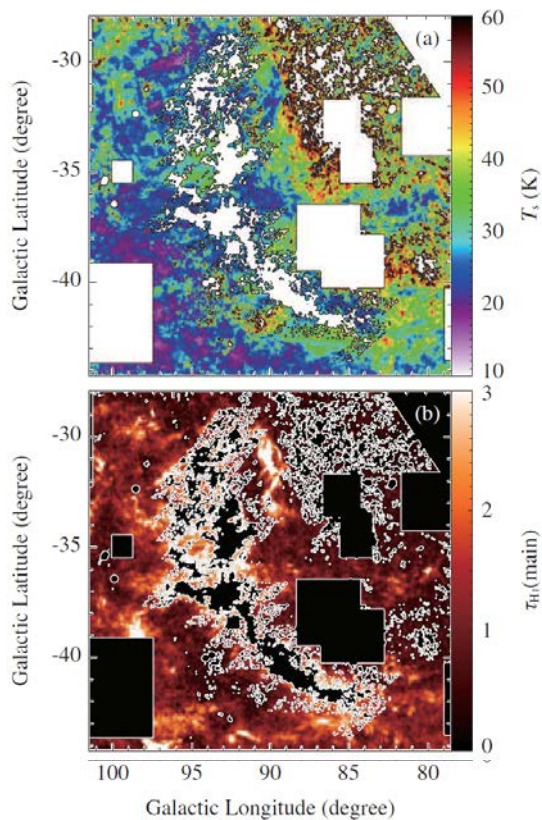 (a)
60
50
40
30
20
10
T_s (K)
-30
-35
-40
Galactic Latitude (degree)
(b)
3
2
1
0
τ_HI(main)
-30
-35
-40
Galactic Latitude (degree)
100 95 90 85 80
Galactic Longitude (degree)